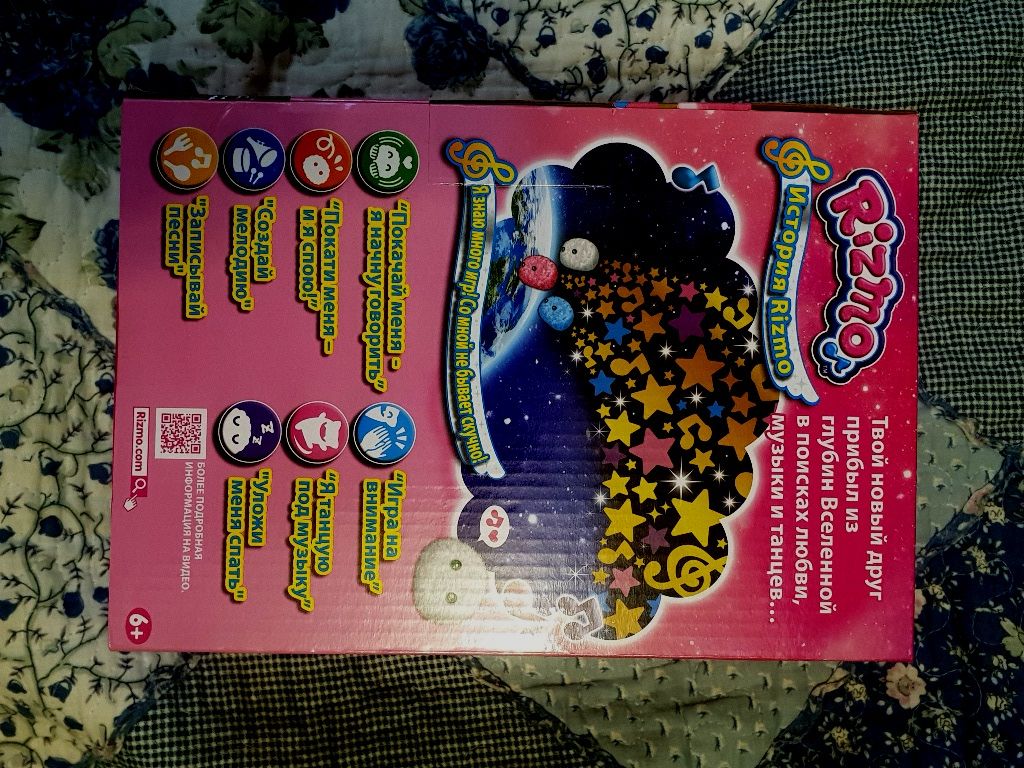 Rizmo
История Rizmo
Твой новый друг
прибыл из
глубин Вселенной
в поисках любви,
музыки и танцев...
Я знаю много игр! Со мной не бывает скучно!
"Покачай меня –
я начну говорить"
"Покати меня –
и я спою"
"Создай
мелодию"
"Записывай
песни"
"Игра на
внимание"
"Я танцую
под музыку"
"Уложи
меня спать"
БОЛЕЕ ПОДРОБНАЯ
ИНФОРМАЦИЯ НА ВИДЕО.
Rizmo.com
6+